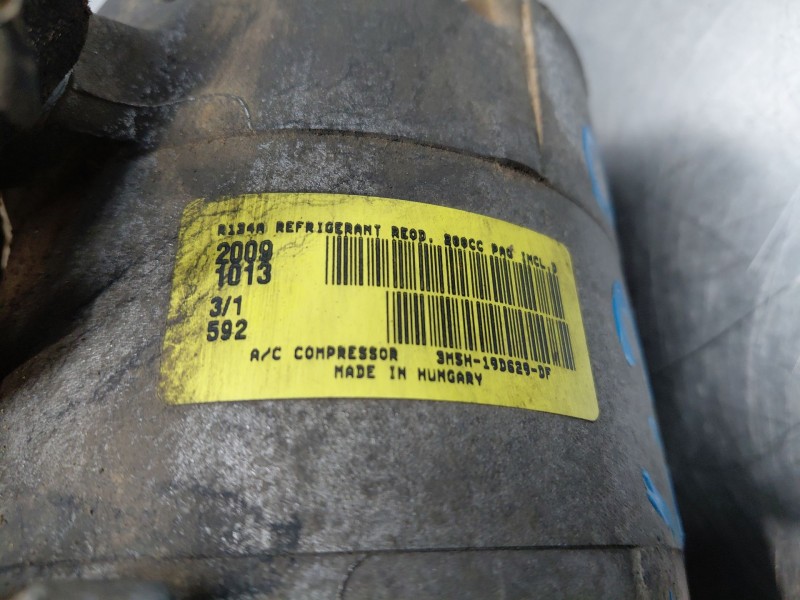 R134A REFRIGERANT REQD. 200CC PAG INCL.D
2009
1013
3/1
592
A/C COMPRESSOR 3M5H-19D629-DF
MADE IN HUNGARY